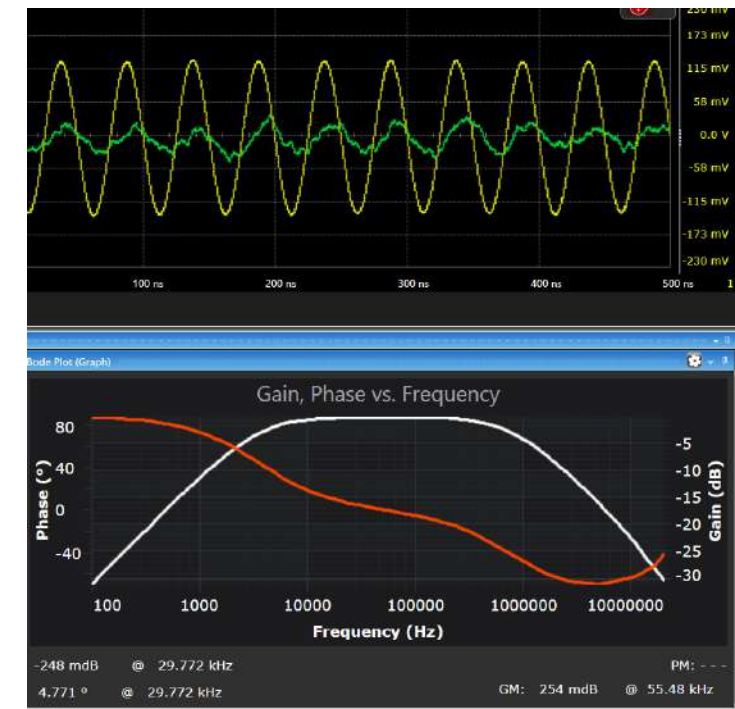 230 mV
173 mV
115 mV
58 mV
0.0 V
-58 mV
-115 mV
-173 mV
-230 mV
100 ns 200 ns 300 ns 400 ns 500 ns 1
Bode Plot (Graph)
Gain, Phase vs. Frequency
Phase (°)
80
40
0
-40
-5
-10
-15
-20
-25
-30
Gain (dB)
100 1000 10000 100000 1000000 10000000
Frequency (Hz)
-248 mdB @ 29.772 kHz PM: - - -
4.771 º @ 29.772 kHz GM: 254 mdB @ 55.48 kHz